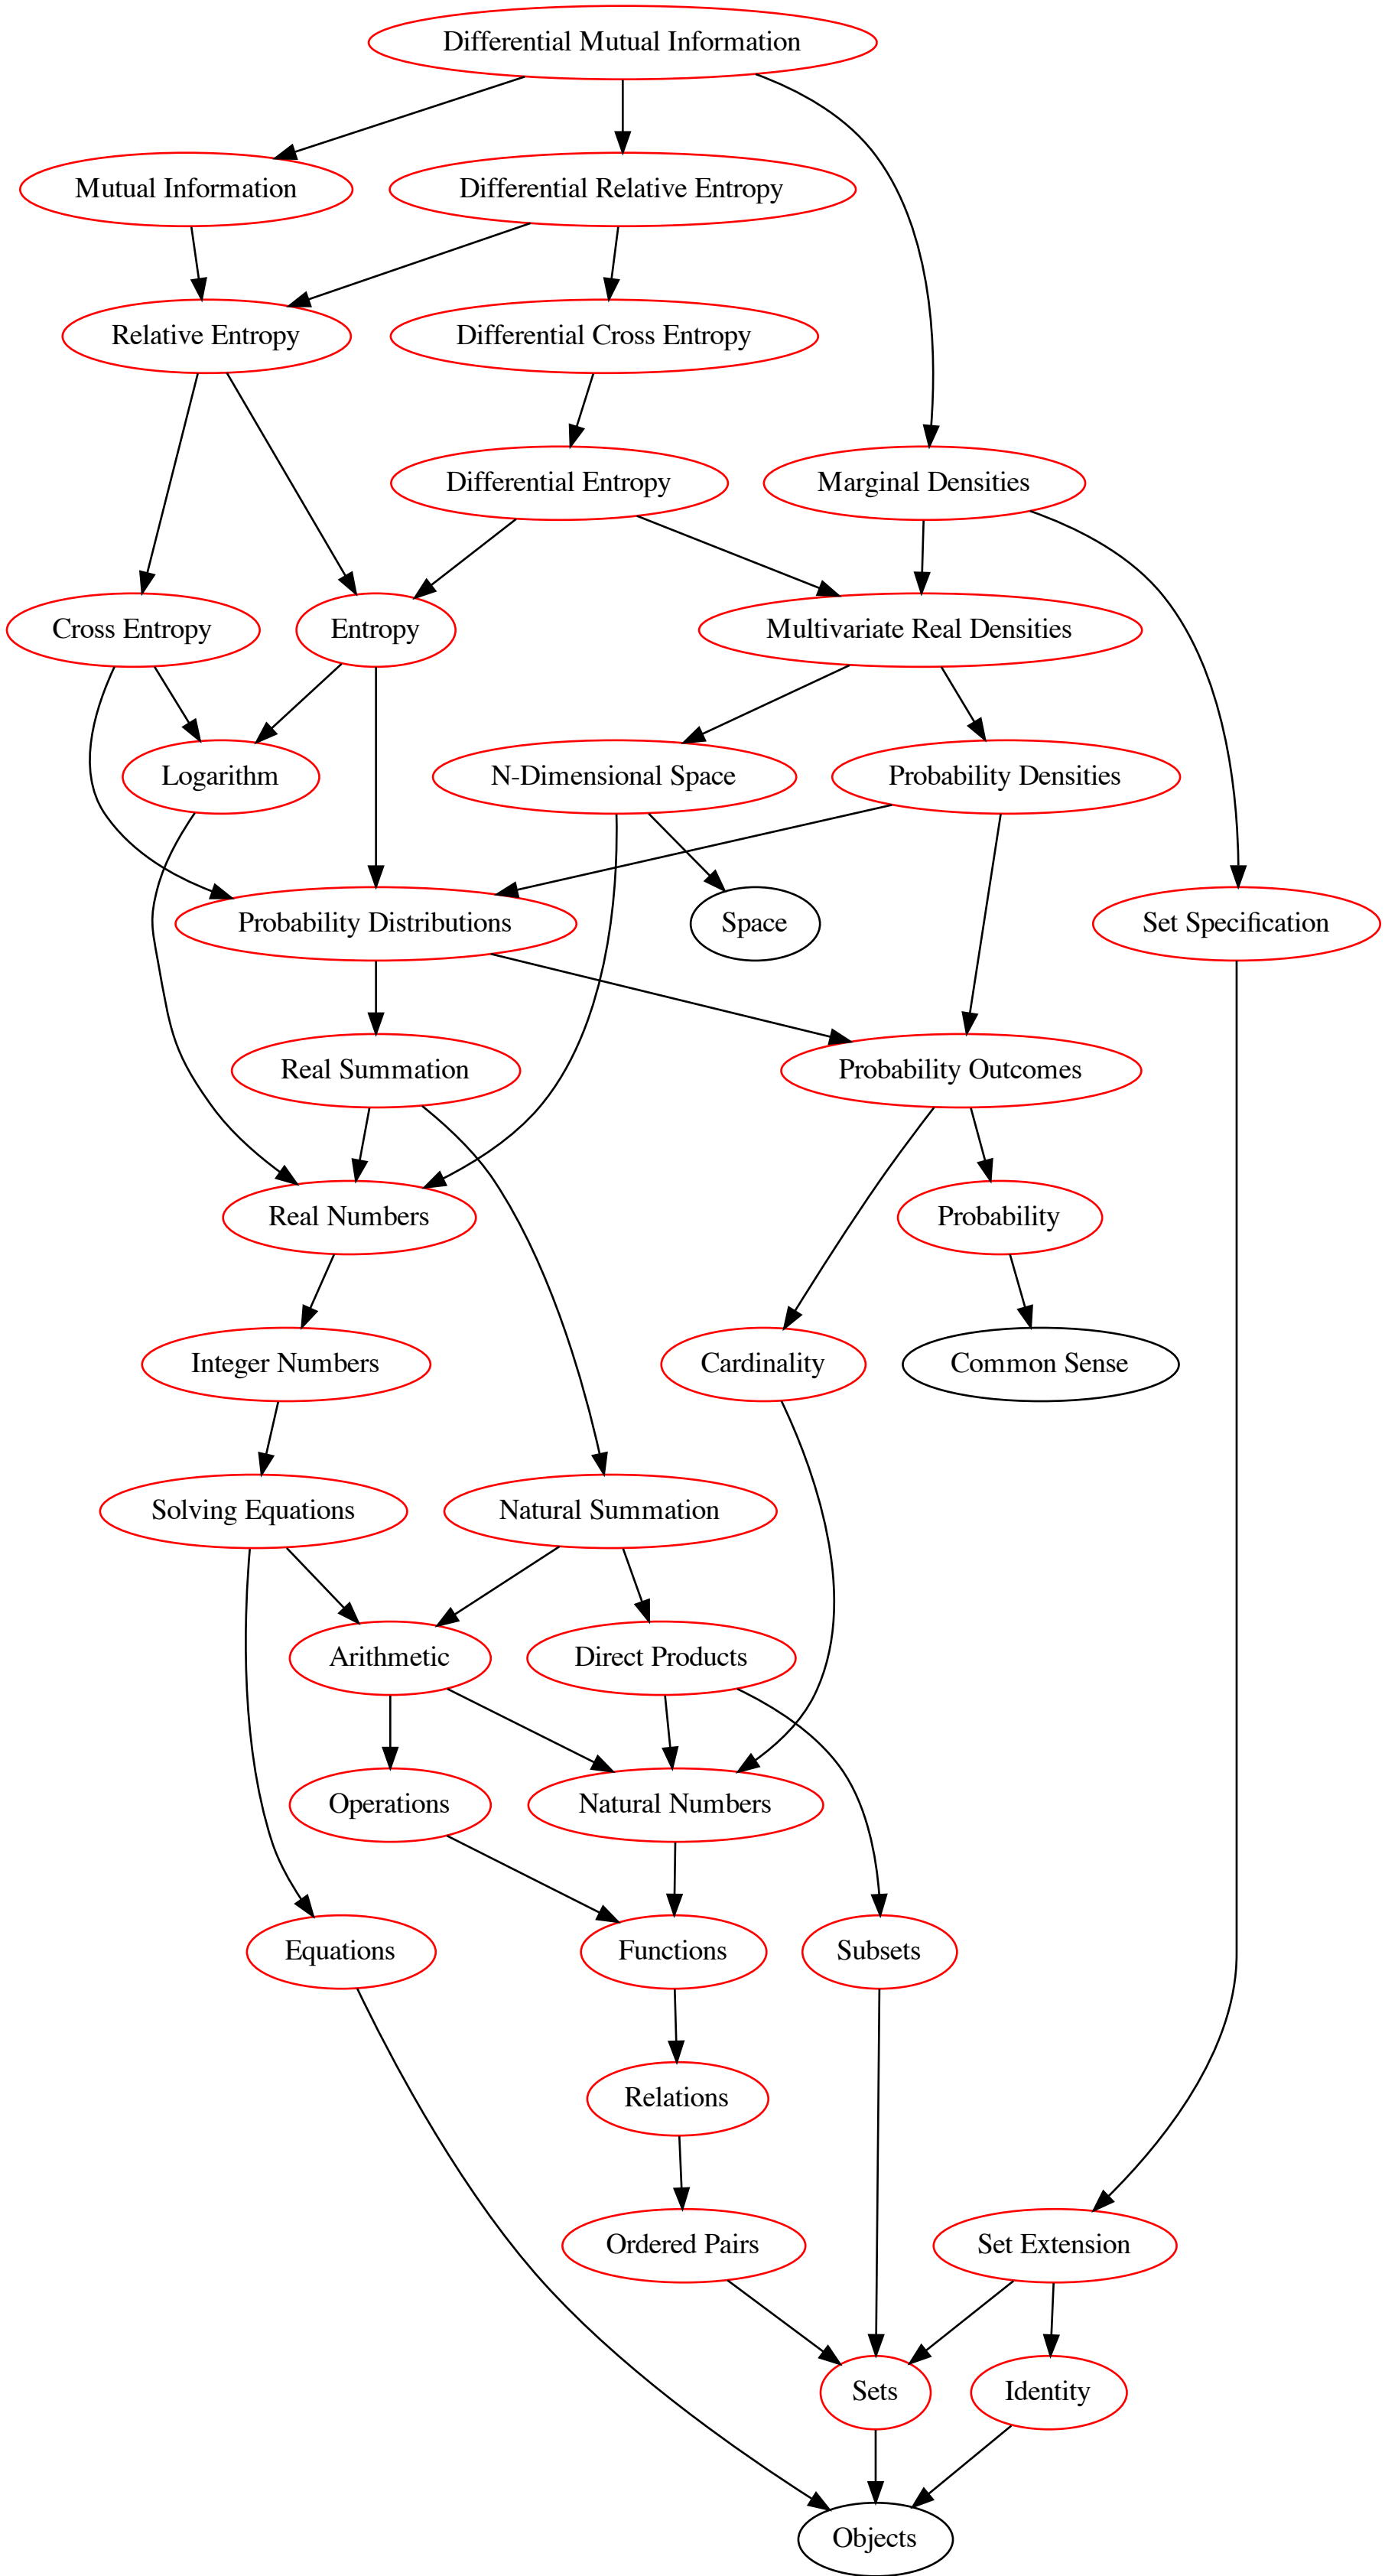 Differential Mutual Information
Mutual Information
Differential Relative Entropy
Relative Entropy
Differential Cross Entropy
Differential Entropy
Marginal Densities
Cross Entropy
Entropy
Multivariate Real Densities
Logarithm
N-Dimensional Space
Probability Densities
Probability Distributions
Space
Set Specification
Real Summation
Probability Outcomes
Real Numbers
Probability
Integer Numbers
Cardinality
Common Sense
Solving Equations
Natural Summation
Arithmetic
Direct Products
Operations
Natural Numbers
Equations
Functions
Subsets
Relations
Ordered Pairs
Set Extension
Sets
Identity
Objects